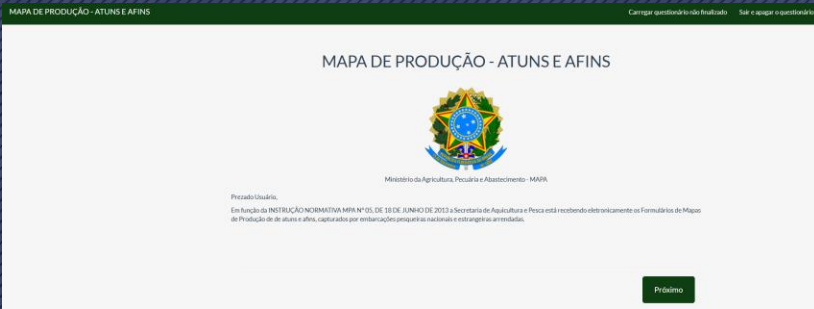 MAPA DE PRODUÇÃO - ATUNS E AFINS
Carregar questionário não finalizado
Sair e apagar o questionário
MAPA DE PRODUÇÃO - ATUNS E AFINS
Ministério da Agricultura, Pecuária e Abastecimento - MAPA
Prezado Usuário,
Em função da INSTRUÇÃO NORMATIVA MPA Nº 05, DE 18 DE JUNHO DE 2013 a Secretaria de Aquicultura e Pesca está recebendo eletronicamente os Formulários de Mapas
de Produção de de atuns e afins, capturados por embarcações pesqueiras nacionais e estrangeiras arrendadas.
Próximo